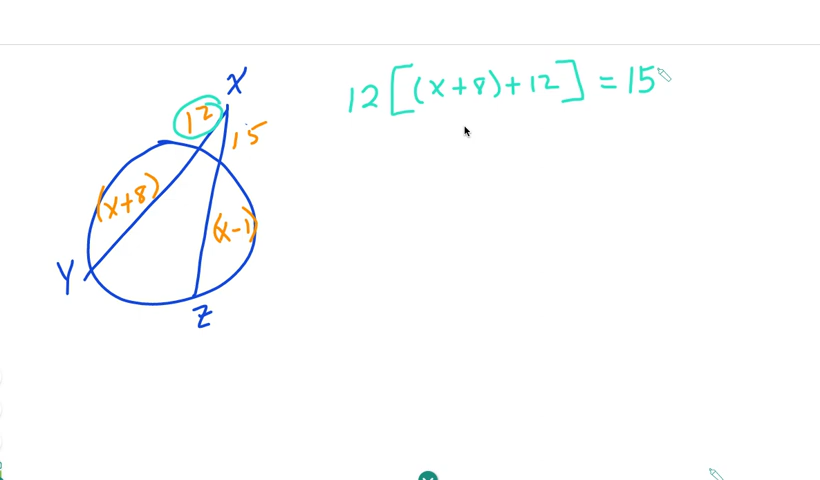 X
12[(x+8)+12] = 15
12
15
(x+8)
(x-1)
Y
Z